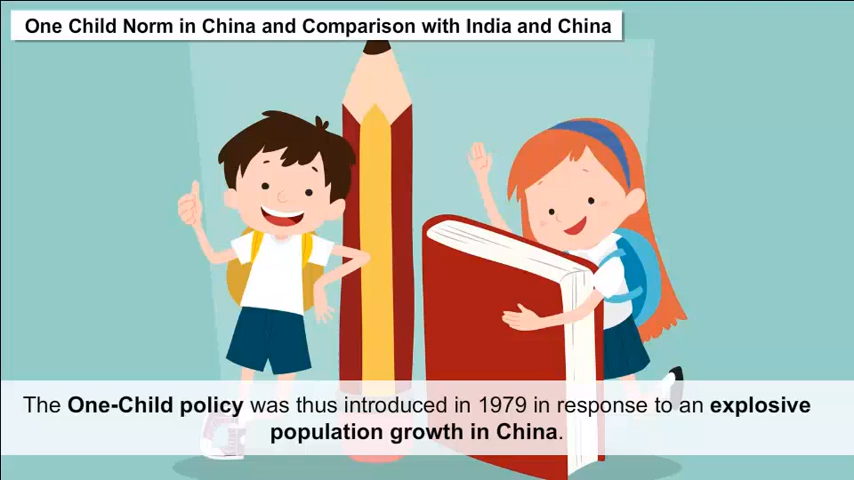 One Child Norm in China and Comparison with India and China
The One-Child policy was thus introduced in 1979 in response to an explosive
population growth in China.